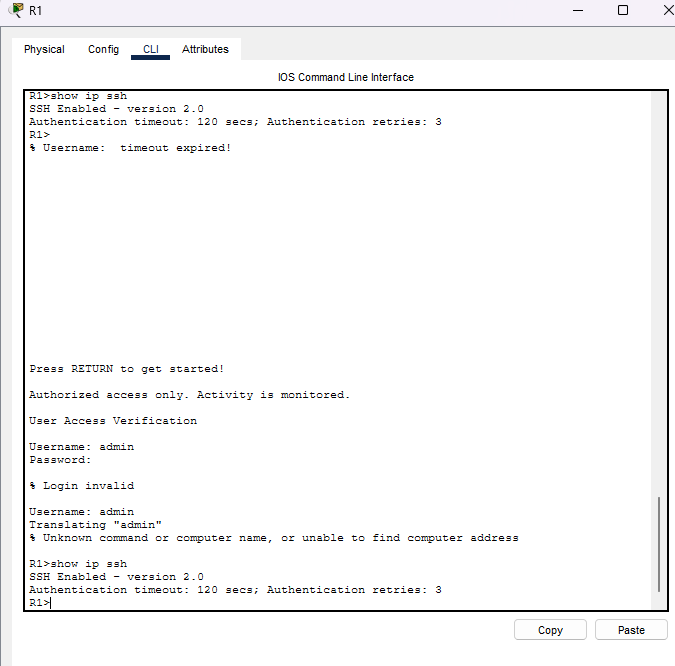 R1
Physical Config CLI Attributes
IOS Command Line Interface
R1>show ip ssh
SSH Enabled - version 2.0
Authentication timeout: 120 secs; Authentication retries: 3
R1>
% Username:  timeout expired!
Press RETURN to get started!
Authorized access only. Activity is monitored.
User Access Verification
Username: admin
Password:
% Login invalid
Username: admin
Translating "admin"
% Unknown command or computer name, or unable to find computer address
R1>show ip ssh
SSH Enabled - version 2.0
Authentication timeout: 120 secs; Authentication retries: 3
R1>
Copy Paste